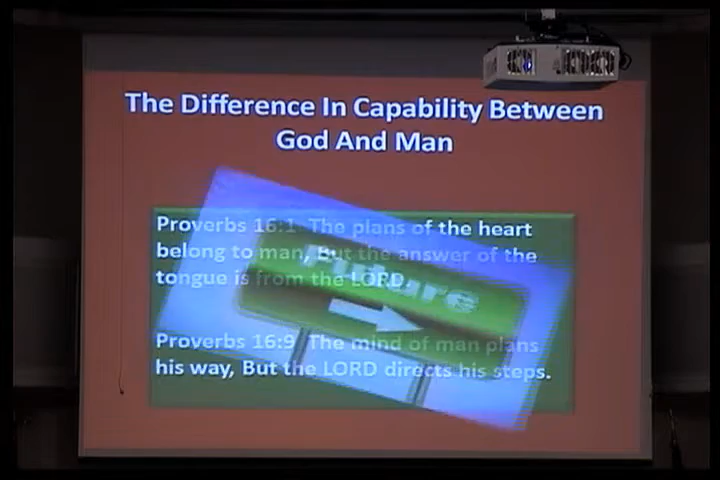 The Difference In Capability Between
God And Man
Proverbs 16:1 The plans of the heart
belong to man, But the answer of the
tongue is from the LORD.
Future
Proverbs 16:9 The mind of man plans
his way, But the LORD directs his steps.